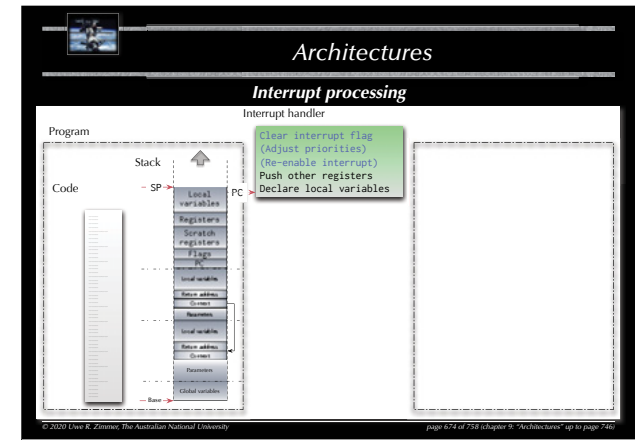 Architectures
Interrupt processing
Interrupt handler
Program
Clear interrupt flag
(Adjust priorities)
(Re-enable interrupt)
Push other registers
Declare local variables
Stack
Code
SP
PC
Local
variables
Registers
Scratch
registers
Flags
PC
Local variables
Return address
Context
Parameters
Local variables
Return address
Context
Parameters
Global variables
Base
© 2020 Uwe R. Zimmer, The Australian National University
page 674 of 758 (chapter 9: "Architectures" up to page 746)